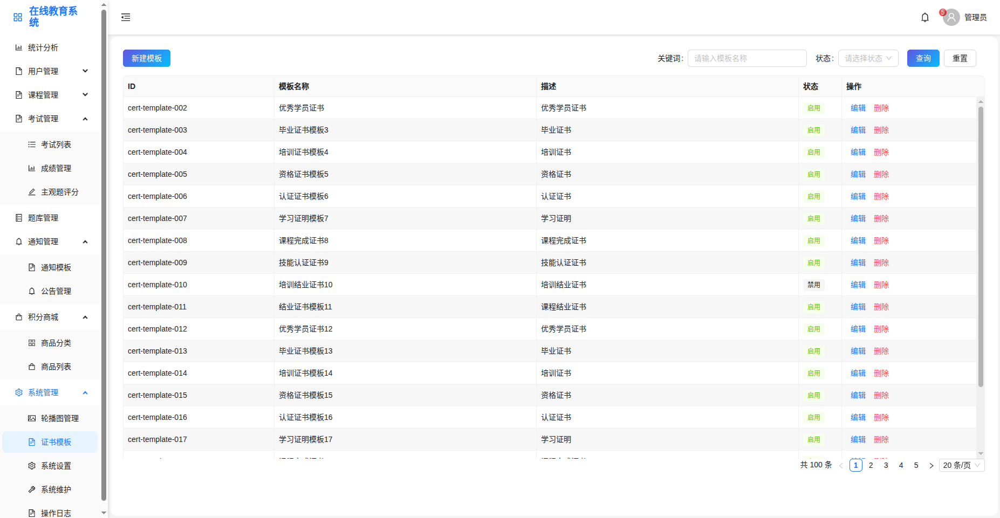 在线教育系
统
统计分析
用户管理
课程管理
考试管理
考试列表
成绩管理
主观题评分
题库管理
通知管理
通知模板
公告管理
积分商城
商品分类
商品列表
系统管理
轮播图管理
证书模板
系统设置
系统维护
操作日志
5 管理员
新建模板 关键词: 请输入模板名称 状态: 请选择状态 查询 重置
ID 模板名称 描述 状态 操作
cert-template-002 优秀学员证书 优秀学员证书 启用 编辑 删除
cert-template-003 毕业证书模板3 毕业证书 启用 编辑 删除
cert-template-004 培训证书模板4 培训证书 启用 编辑 删除
cert-template-005 资格证书模板5 资格证书 启用 编辑 删除
cert-template-006 认证证书模板6 认证证书 启用 编辑 删除
cert-template-007 学习证明模板7 学习证明 启用 编辑 删除
cert-template-008 课程完成证书8 课程完成证书 启用 编辑 删除
cert-template-009 技能认证证书9 技能认证证书 启用 编辑 删除
cert-template-010 培训结业证书10 培训结业证书 禁用 编辑 删除
cert-template-011 结业证书模板11 课程结业证书 启用 编辑 删除
cert-template-012 优秀学员证书12 优秀学员证书 启用 编辑 删除
cert-template-013 毕业证书模板13 毕业证书 启用 编辑 删除
cert-template-014 培训证书模板14 培训证书 启用 编辑 删除
cert-template-015 资格证书模板15 资格证书 启用 编辑 删除
cert-template-016 认证证书模板16 认证证书 启用 编辑 删除
cert-template-017 学习证明模板17 学习证明 启用 编辑 删除
共 100 条 1 2 3 4 5 20 条/页